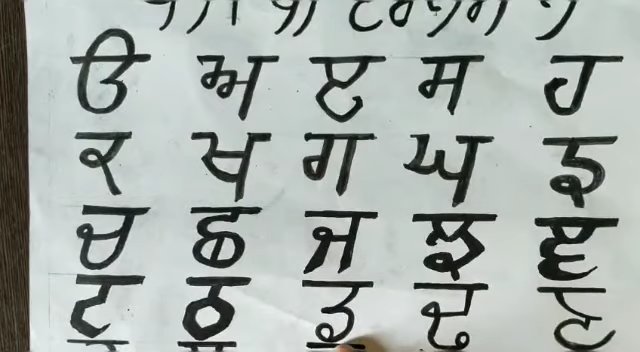 ੳ ਅ ੲ ਸ ਹ
ਕ ਖ ਗ ਘ ਙ
ਚ ਛ ਜ ਝ ਞ
ਟ ਠ ਡ ਢ ਣ